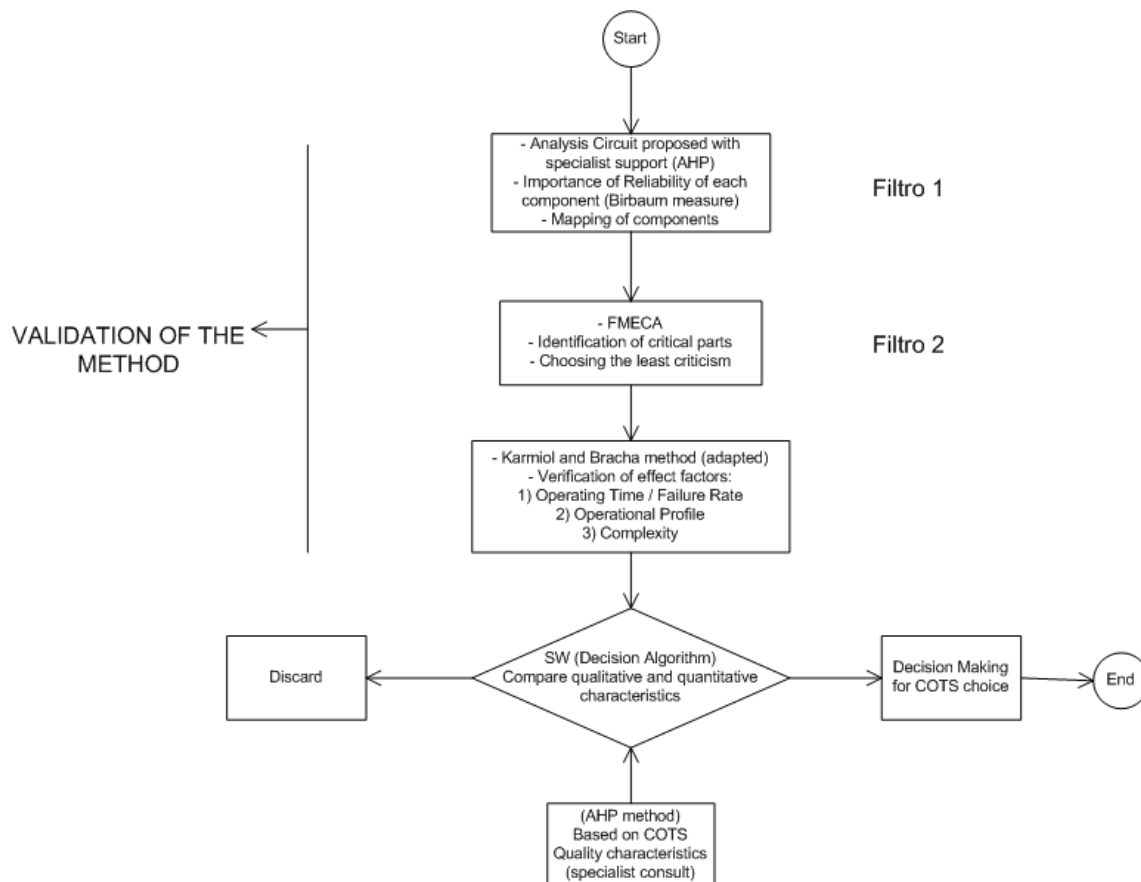 Start
- Analysis Circuit proposed with
specialist support (AHP)
- Importance of Reliability of each
component (Birbaum measure)
- Mapping of components
Filtro 1
- FMECA
- Identification of critical parts
- Choosing the least criticism
Filtro 2
VALIDATION OF THE
METHOD
- Karmiol and Bracha method (adapted)
- Verification of effect factors:
1) Operating Time / Failure Rate
2) Operational Profile
3) Complexity
Discard
SW (Decision Algorithm)
Compare qualitative and quantitative
characteristics
Decision Making
for COTS choice
End
(AHP method)
Based on COTS
Quality characteristics
(specialist consult)